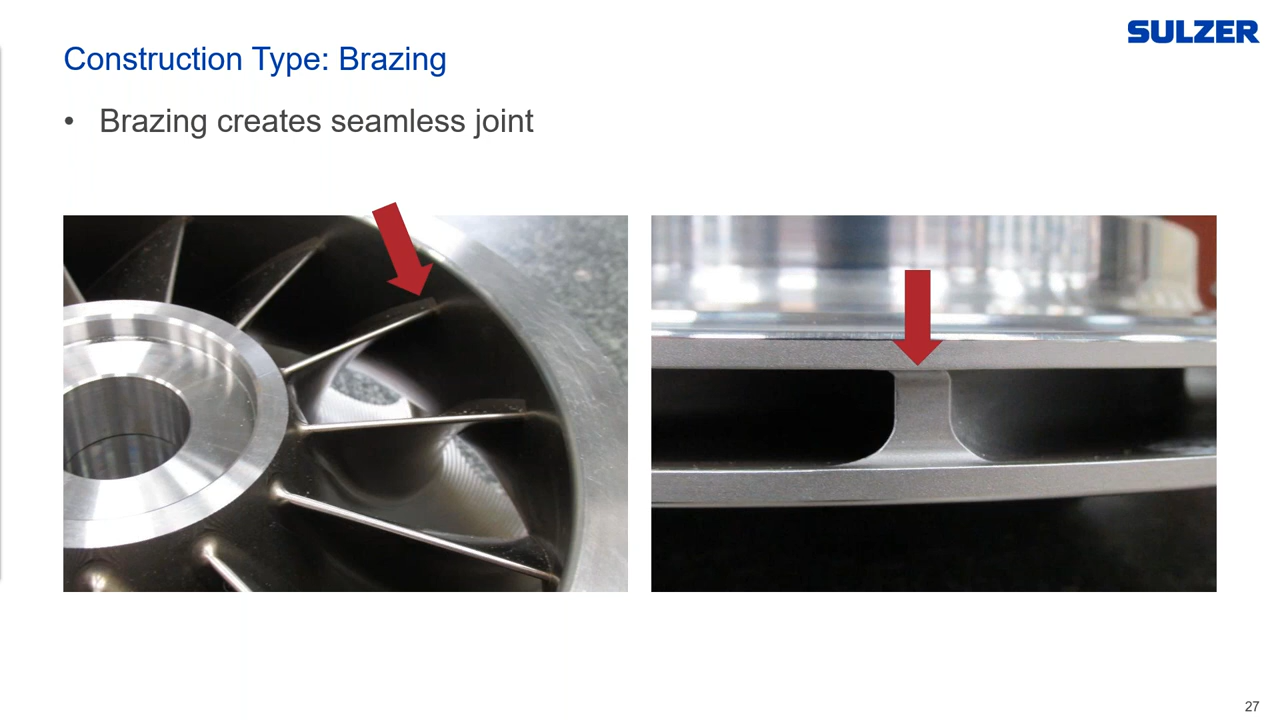 SULZER
Construction Type: Brazing
• Brazing creates seamless joint
27